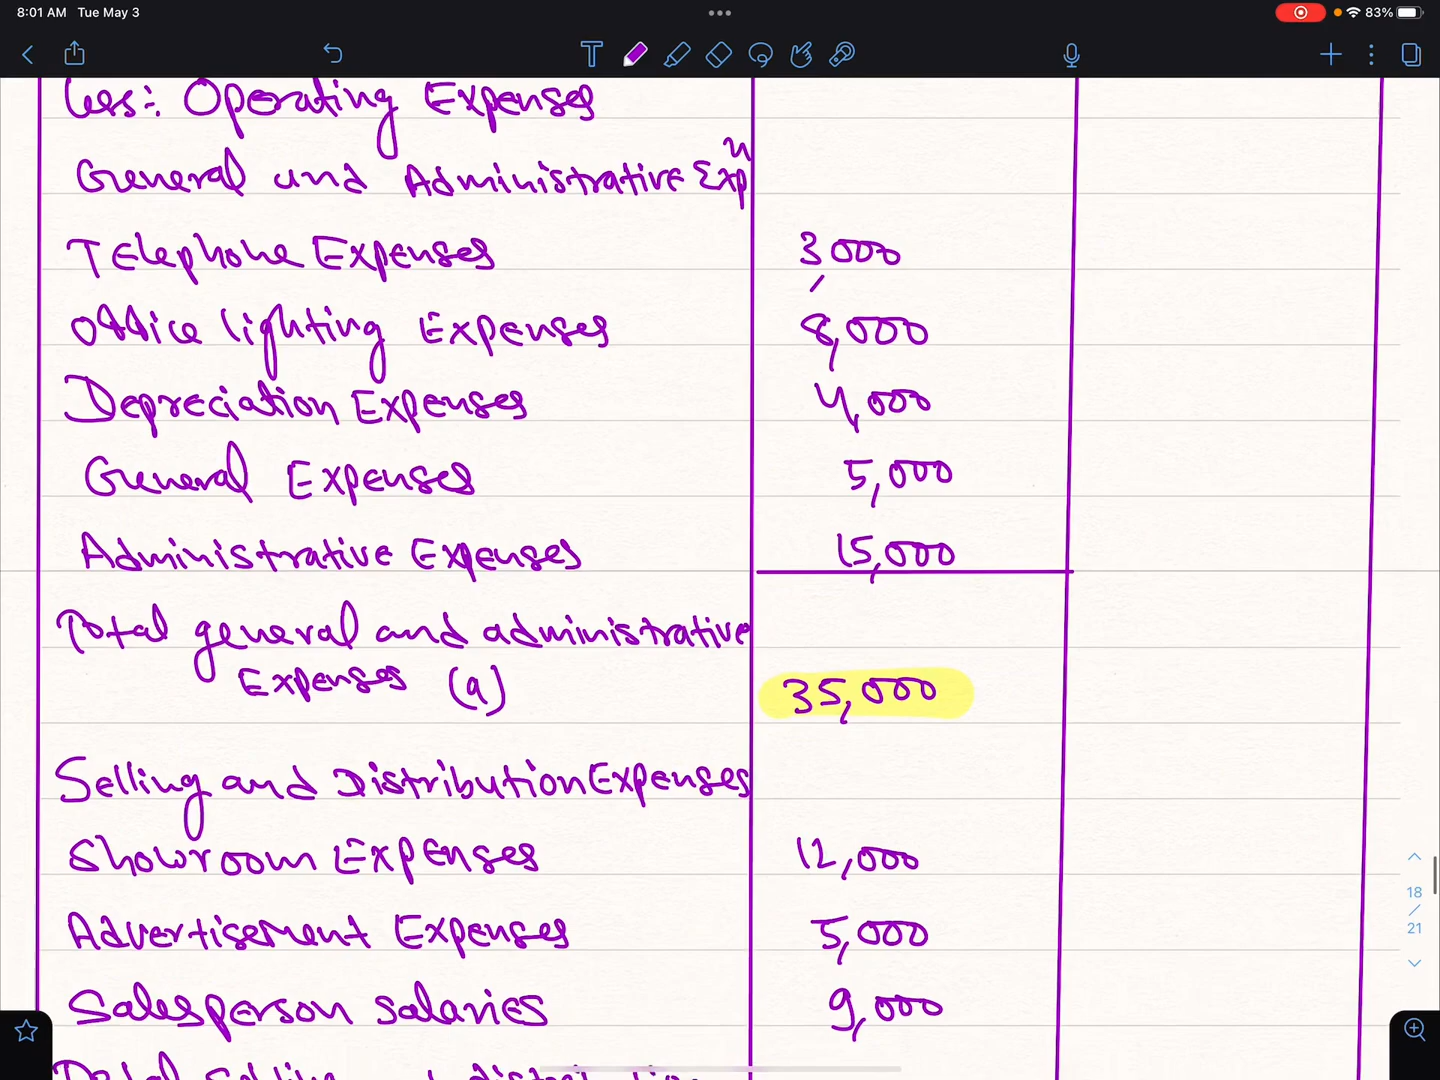 8:01 AM Tue May 3
83%
Less: Operating Expenses
General and Administrative Expn
Telephone Expenses 3,000
Office lighting Expenses 8,000
Depreciation Expenses 4,000
General Expenses 5,000
Administrative Expenses 15,000
Total general and administrative
Expenses (a) 35,000
Selling and Distribution Expenses
Showroom Expenses 12,000
Advertisement Expenses 5,000
Salesperson salaries 9,000
18
/
21